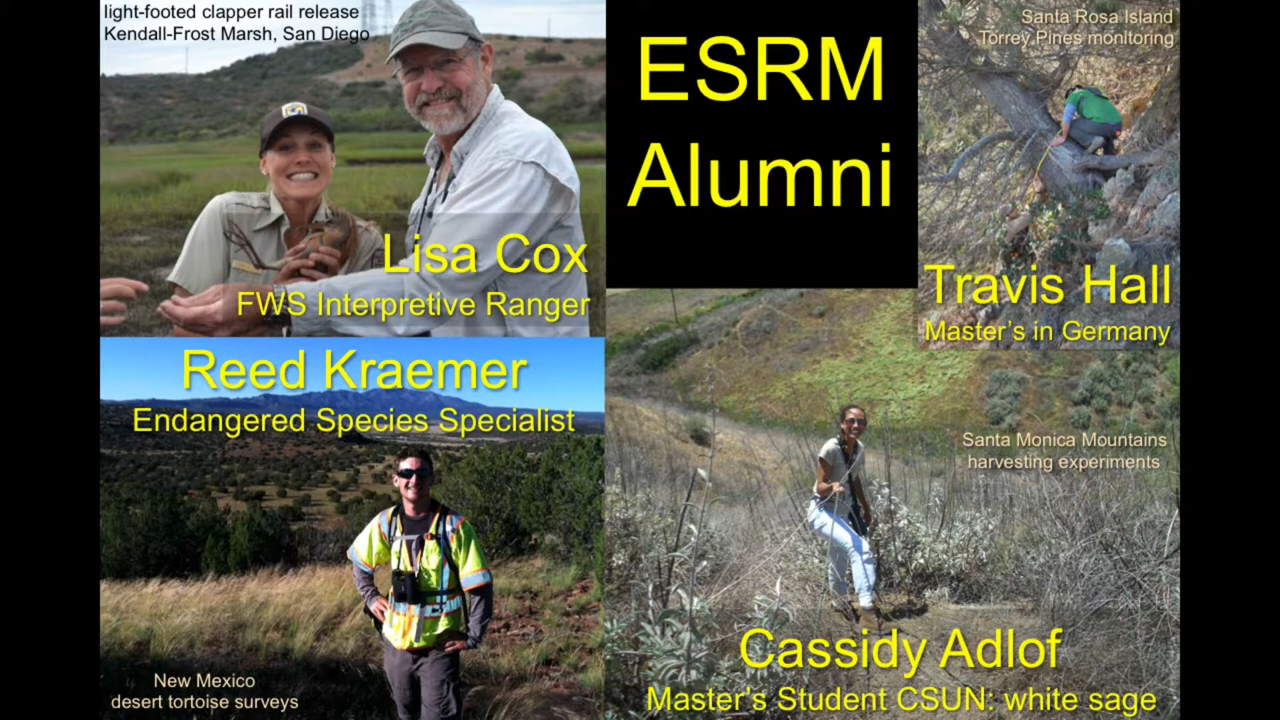 light-footed clapper rail release
Kendall-Frost Marsh, San Diego
Lisa Cox
FWS Interpretive Ranger
ESRM
Alumni
Santa Rosa Island
Torrey Pines monitoring
Travis Hall
Master's in Germany
Reed Kraemer
Endangered Species Specialist
New Mexico
desert tortoise surveys
Santa Monica Mountains
harvesting experiments
Cassidy Adlof
Master's Student CSUN: white sage